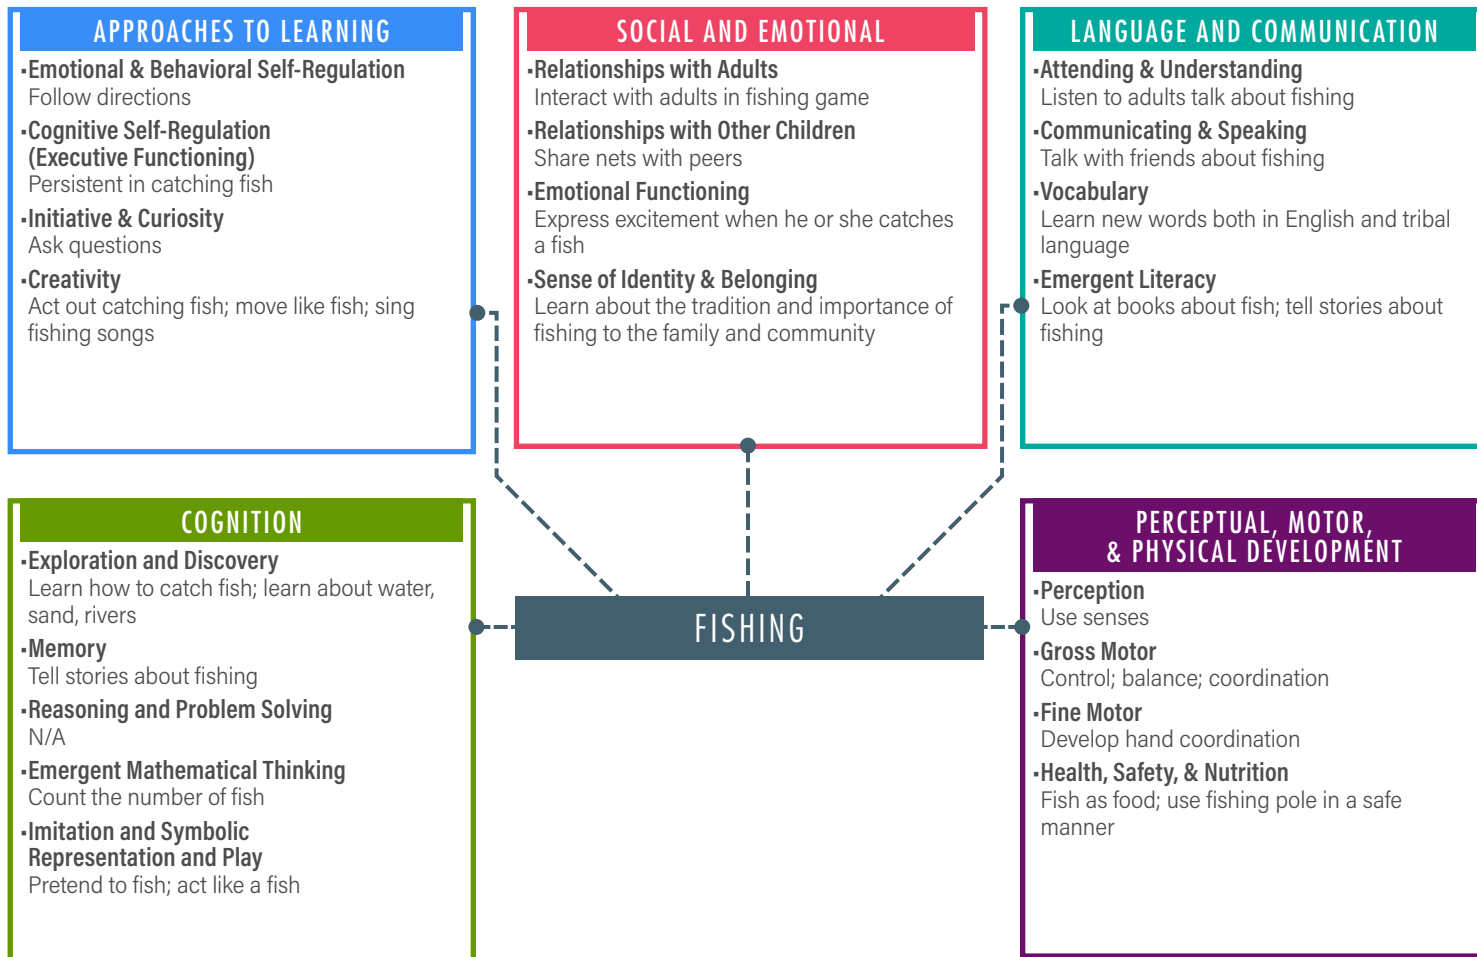 APPROACHES TO LEARNING
▪Emotional & Behavioral Self-Regulation
Follow directions
▪Cognitive Self-Regulation
(Executive Functioning)
Persistent in catching fish
▪Initiative & Curiosity
Ask questions
▪Creativity
Act out catching fish; move like fish; sing
fishing songs
SOCIAL AND EMOTIONAL
▪Relationships with Adults
Interact with adults in fishing game
▪Relationships with Other Children
Share nets with peers
▪Emotional Functioning
Express excitement when he or she catches
a fish
▪Sense of Identity & Belonging
Learn about the tradition and importance of
fishing to the family and community
LANGUAGE AND COMMUNICATION
▪Attending & Understanding
Listen to adults talk about fishing
▪Communicating & Speaking
Talk with friends about fishing
▪Vocabulary
Learn new words both in English and tribal
language
▪Emergent Literacy
Look at books about fish; tell stories about
fishing
COGNITION
▪Exploration and Discovery
Learn how to catch fish; learn about water,
sand, rivers
▪Memory
Tell stories about fishing
▪Reasoning and Problem Solving
N/A
▪Emergent Mathematical Thinking
Count the number of fish
▪Imitation and Symbolic
Representation and Play
Pretend to fish; act like a fish
FISHING
PERCEPTUAL, MOTOR,
& PHYSICAL DEVELOPMENT
▪Perception
Use senses
▪Gross Motor
Control; balance; coordination
▪Fine Motor
Develop hand coordination
▪Health, Safety, & Nutrition
Fish as food; use fishing pole in a safe
manner